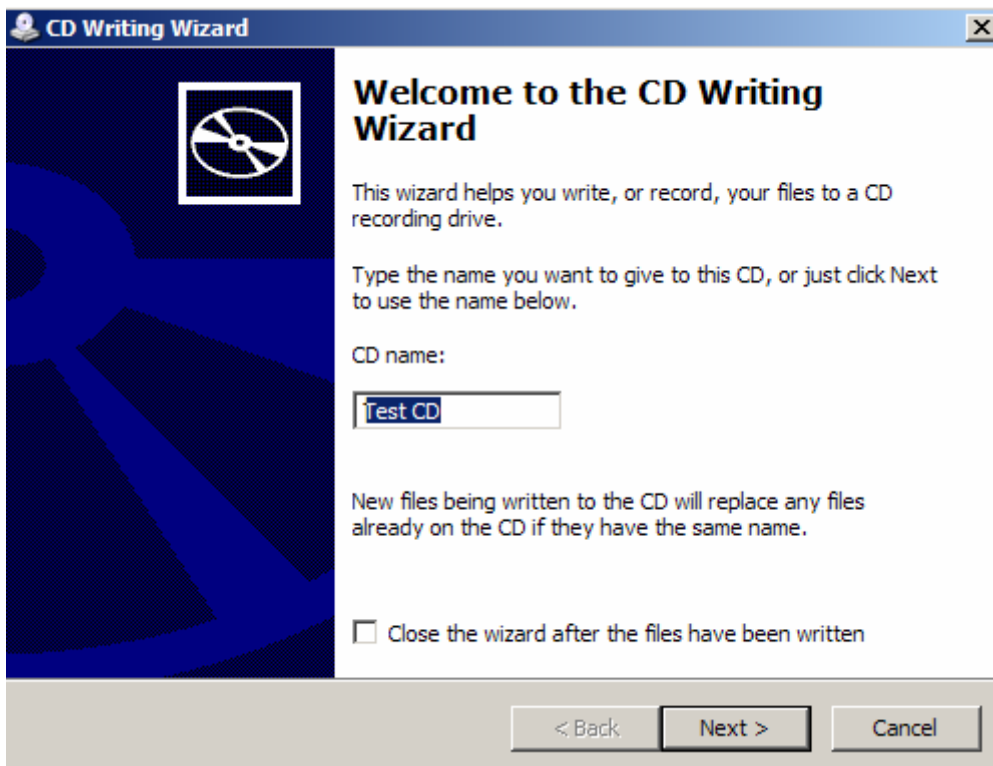 CD Writing Wizard
Welcome to the CD Writing
Wizard
This wizard helps you write, or record, your files to a CD
recording drive.
Type the name you want to give to this CD, or just click Next
to use the name below.
CD name:
Test CD
New files being written to the CD will replace any files
already on the CD if they have the same name.
Close the wizard after the files have been written
< Back
Next >
Cancel